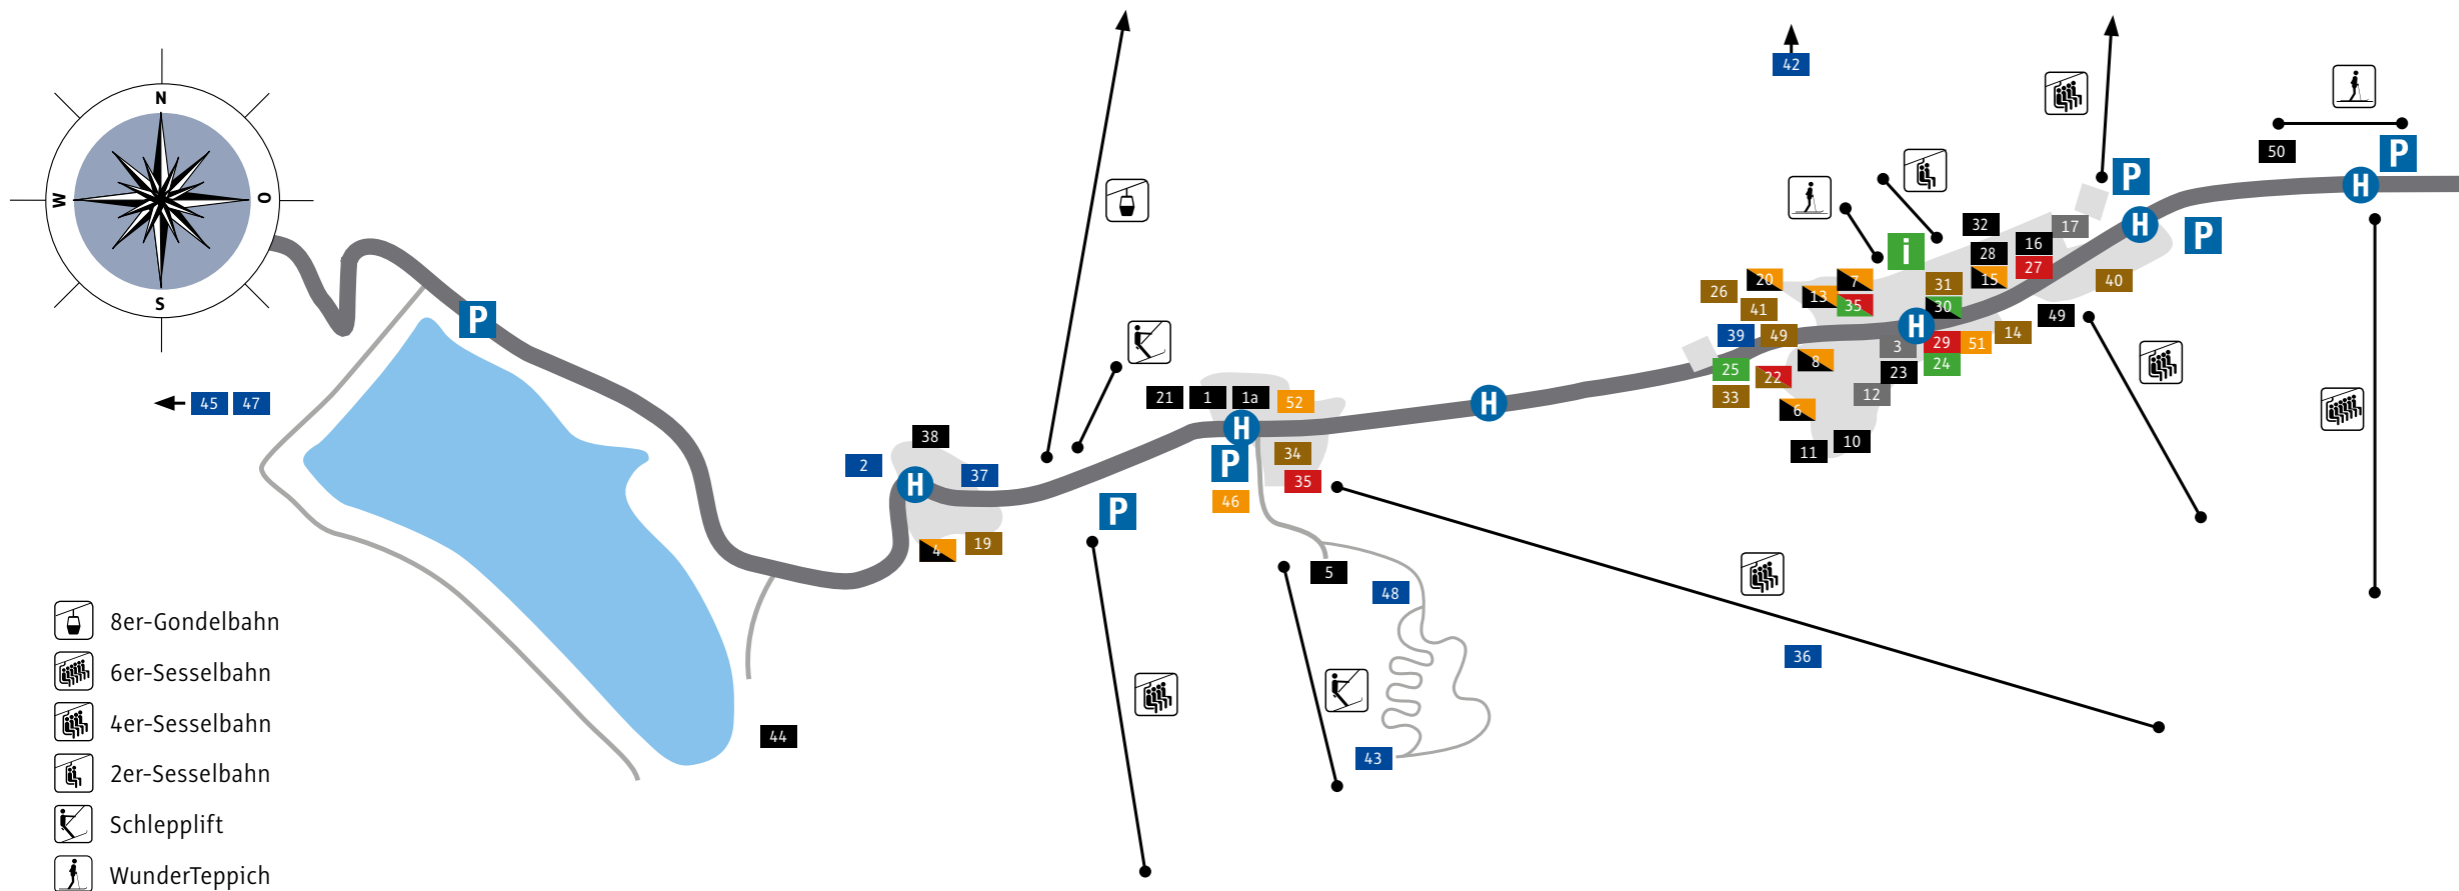 N
W
O
S
P
45 47
38
2
H
37
4
19
44
P
21 1 1a 52
H
P
34
35
46
5
48
43
H
36
42
50
P
P
H
H
P
i
32
17
16
28
27
15
40
20
7
26
13
35
31
30
41
49
14
H
39 49
3
29 51
8
25
22
23
24
33
12
6
10
11
8er-Gondelbahn
6er-Sesselbahn
4er-Sesselbahn
2er-Sesselbahn
Schlepplift
WunderTeppich